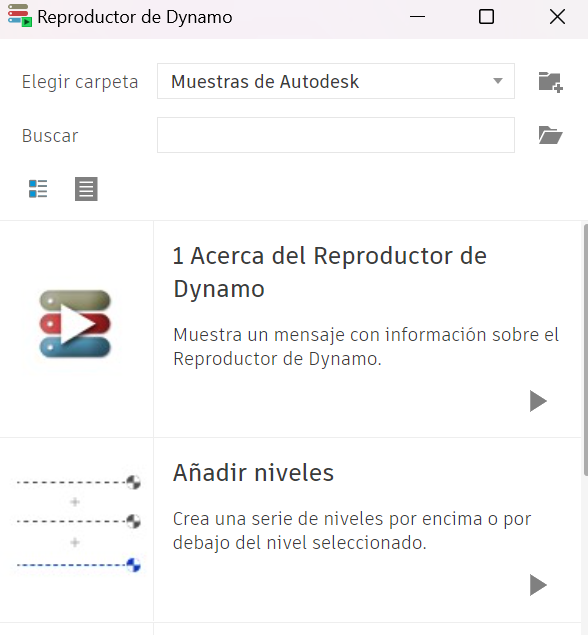 Reproductor de Dynamo
Elegir carpeta
Muestras de Autodesk
Buscar
1 Acerca del Reproductor de
Dynamo
Muestra un mensaje con información sobre el
Reproductor de Dynamo.
Añadir niveles
Crea una serie de niveles por encima o por
debajo del nivel seleccionado.